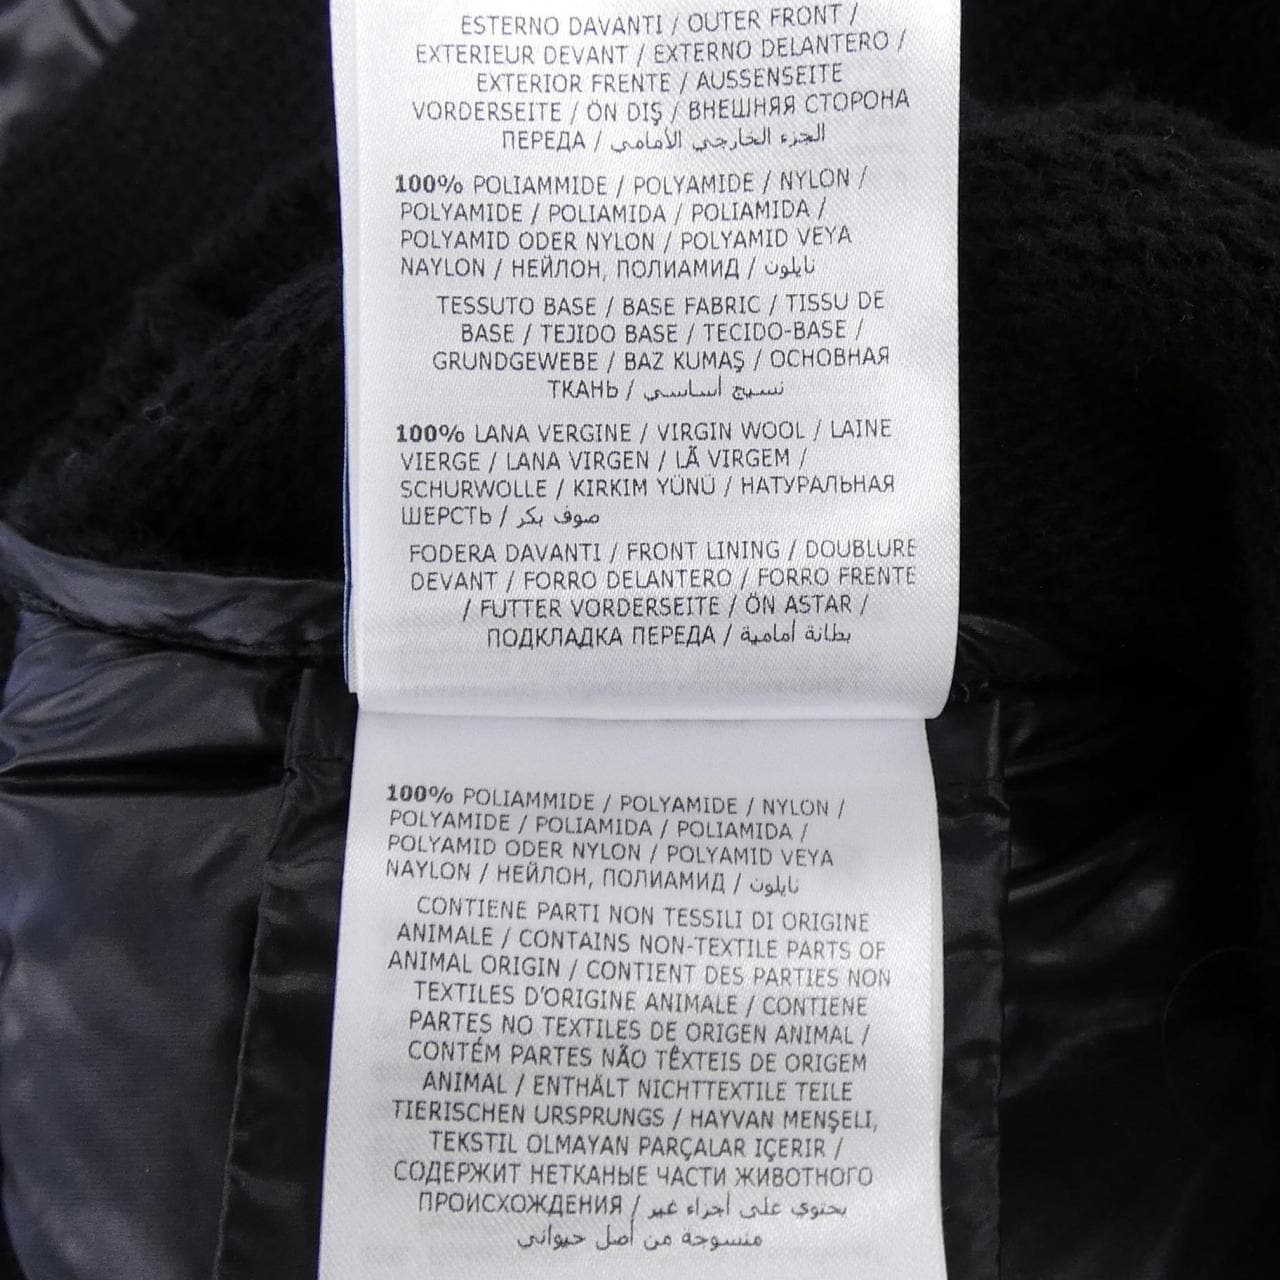 ESTERNO DAVANTI / OUTER FRONT /
EXTERIEUR DEVANT / EXTERNO DELANTERO /
EXTERIOR FRENTE / AUSSENSEITE
VORDERSEITE / ÖN DIŞ / ВНЕШНЯЯ СТОРОНА
ПЕРЕДА / الجزء الخارجي الأمامي
100% POLIAMMIDE / POLYAMIDE / NYLON /
POLYAMIDE / POLIAMIDA / POLIAMIDA /
POLYAMID ODER NYLON / POLYAMID VEYA
NAYLON / НЕЙЛОН, ПОЛИАМИД / نايلون
TESSUTO BASE / BASE FABRIC / TISSU DE
BASE / TEJIDO BASE / TECIDO-BASE /
GRUNDGEWEBE / BAZ KUMAŞ / ОСНОВНАЯ
ТКАНЬ / نسيج أساسي
100% LANA VERGINE / VIRGIN WOOL / LAINE
VIERGE / LANA VIRGEN / LÃ VIRGEM /
SCHURWOLLE / KIRKIM YÜNÜ / НАТУРАЛЬНАЯ
ШЕРСТЬ / صوف بكر
FODERA DAVANTI / FRONT LINING / DOUBLURE
DEVANT / FORRO DELANTERO / FORRO FRENTE
/ FUTTER VORDERSEITE / ÖN ASTAR /
ПОДКЛАДКА ПЕРЕДА / بطانة أمامية
100% POLIAMMIDE / POLYAMIDE / NYLON /
POLYAMIDE / POLIAMIDA / POLIAMIDA /
POLYAMID ODER NYLON / POLYAMID VEYA
NAYLON / НЕЙЛОН, ПОЛИАМИД / نايلون
CONTIENE PARTI NON TESSILI DI ORIGINE
ANIMALE / CONTAINS NON-TEXTILE PARTS OF
ANIMAL ORIGIN / CONTIENT DES PARTIES NON
TEXTILES D'ORIGINE ANIMALE / CONTIENE
PARTES NO TEXTILES DE ORIGEN ANIMAL /
CONTÉM PARTES NÃO TÊXTEIS DE ORIGEM
ANIMAL / ENTHÄLT NICHTTEXTILE TEILE
TIERISCHEN URSPRUNGS / HAYVAN MENŞELI,
TEKSTIL OLMAYAN PARÇALAR IÇERIR /
СОДЕРЖИТ НЕТКАНЫЕ ЧАСТИ ЖИВОТНОГО
ПРОИСХОЖДЕНИЯ / يحتوي على أجزاء غير
منسوجة من أصل حيواني